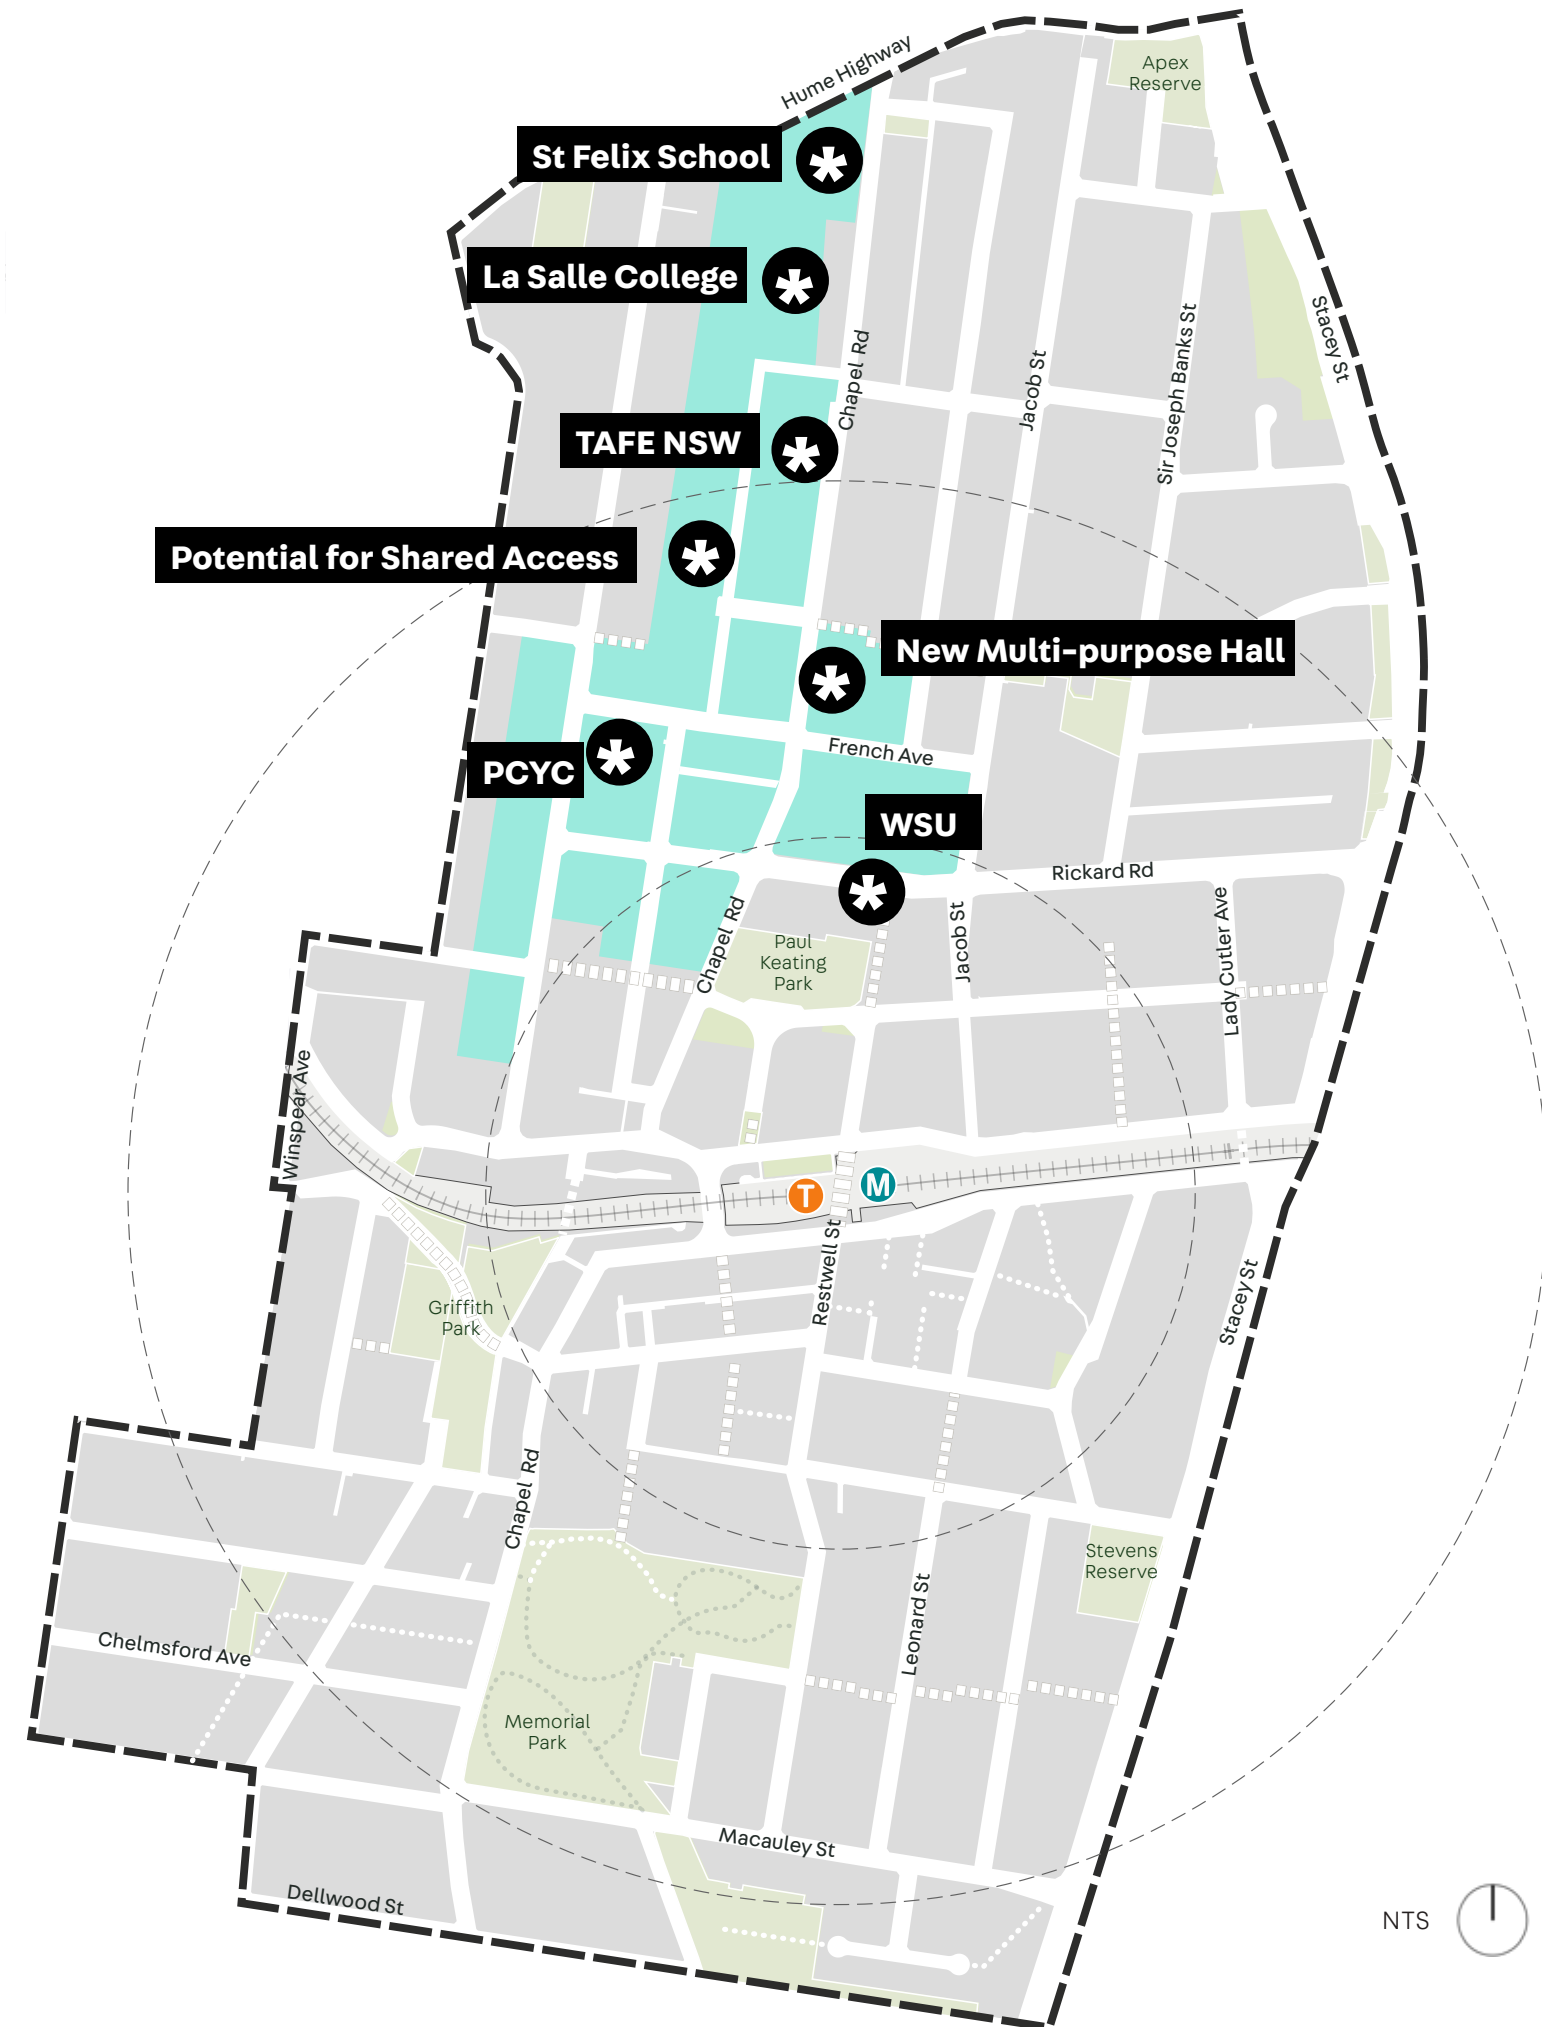 Hume Highway
Apex
Reserve
St Felix School
La Salle College
Stacey St
Chapel Rd
Jacob St
Sir Joseph Banks St
TAFE NSW
Potential for Shared Access
New Multi-purpose Hall
French Ave
PCYC
WSU
Rickard Rd
Chapel Rd
Paul
Keating
Park
Jacob St
Lady Cutler Ave
Winspear Ave
T
M
Restwell St
Griffith
Park
Stacey St
Chapel Rd
Stevens
Reserve
Leonard St
Chelmsford Ave
Memorial
Park
Macauley St
Dellwood St
NTS